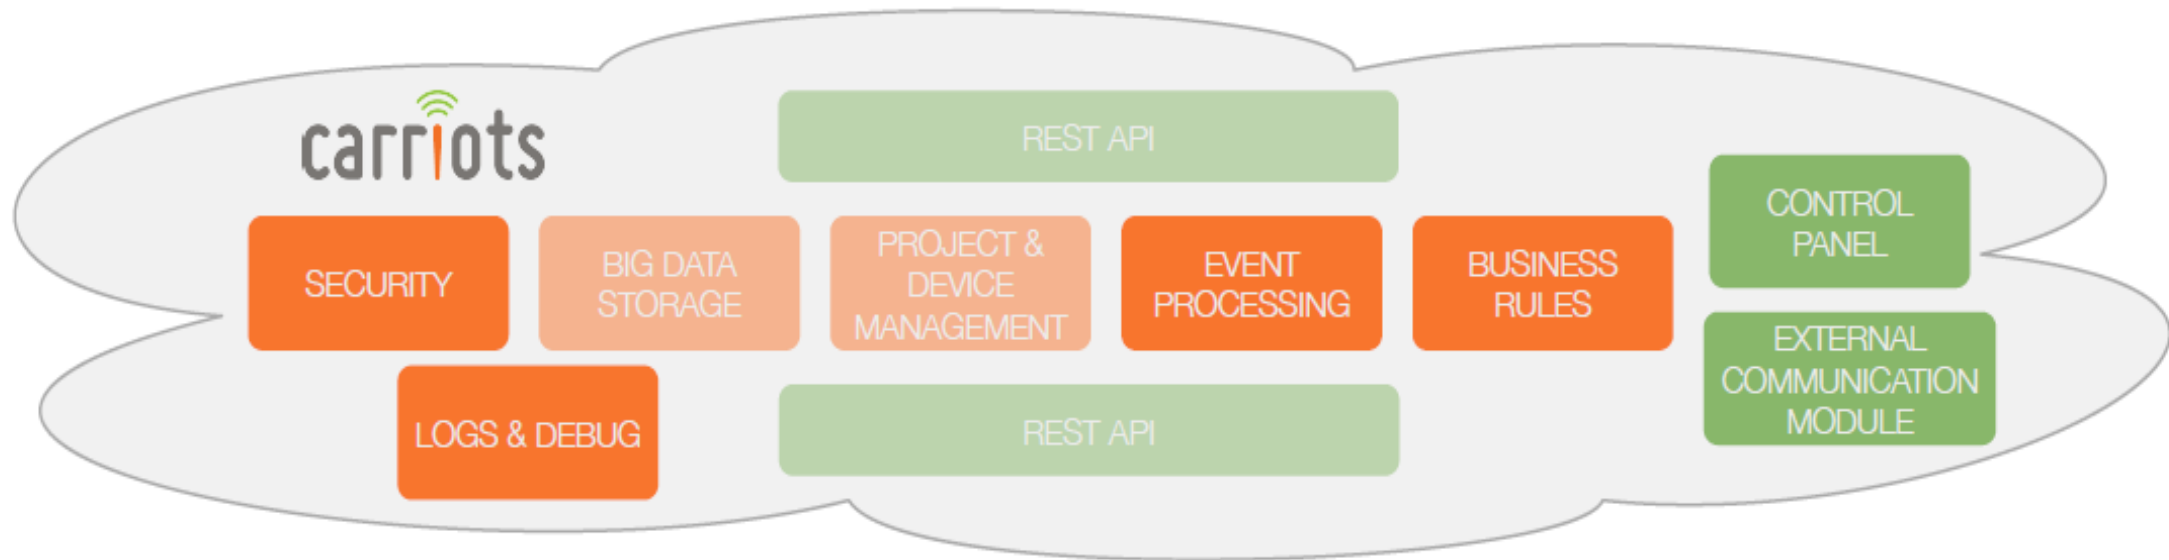 carriots
REST API
SECURITY
BIG DATA
STORAGE
PROJECT &
DEVICE
MANAGEMENT
EVENT
PROCESSING
BUSINESS
RULES
CONTROL
PANEL
EXTERNAL
COMMUNICATION
MODULE
LOGS & DEBUG
REST API